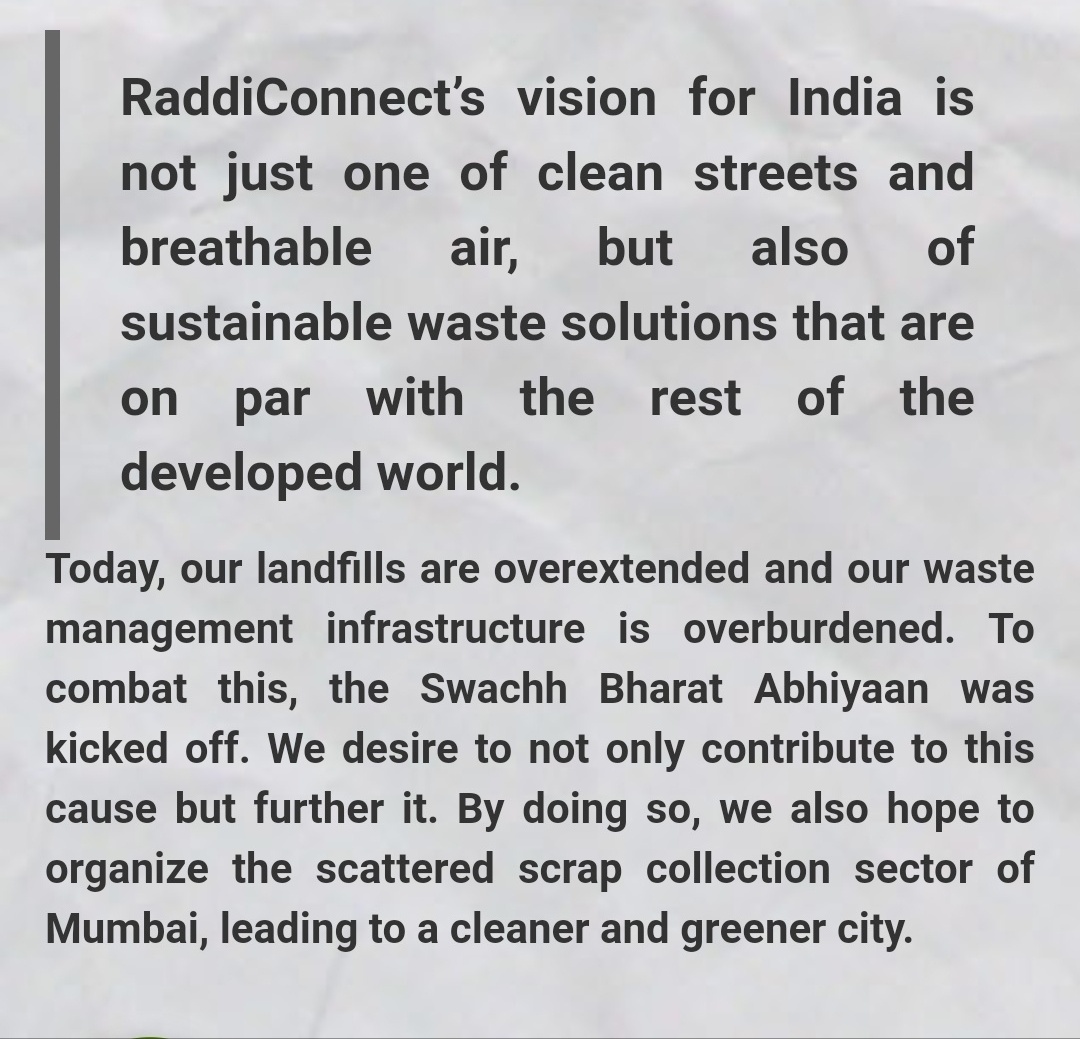 RaddiConnect’s vision for India is
not just one of clean streets and
breathable air, but also of
sustainable waste solutions that are
on par with the rest of the
developed world.
Today, our landfills are overextended and our waste
management infrastructure is overburdened. To
combat this, the Swachh Bharat Abhiyaan was
kicked off. We desire to not only contribute to this
cause but further it. By doing so, we also hope to
organize the scattered scrap collection sector of
Mumbai, leading to a cleaner and greener city.